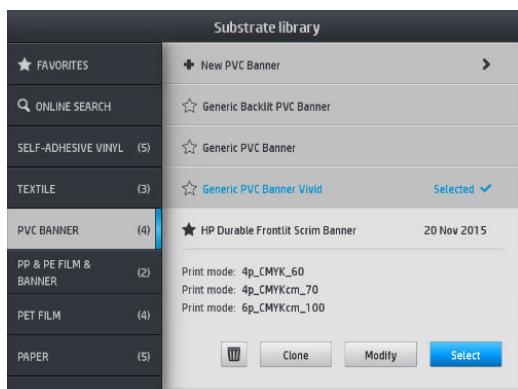 Substrate library
FAVORITES
ONLINE SEARCH
SELF-ADHESIVE VINYL (5)
TEXTILE (3)
PVC BANNER (4)
PP & PE FILM &
BANNER (2)
PET FILM (4)
PAPER (5)
New PVC Banner
Generic Backlit PVC Banner
Generic PVC Banner
Generic PVC Banner Vivid Selected
HP Durable Frontlit Scrim Banner 20 Nov 2015
Print mode: 4p_CMYK_60
Print mode: 4p_CMYKcm_70
Print mode: 6p_CMYKcm_100
Clone Modify Select